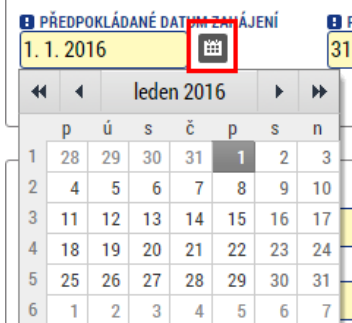 PŘEDPOKLÁDANÉ DATUM ZAHÁJENÍ
1. 1. 2016 31
leden 2016
p ú s č p s n
1 28 29 30 31 1 2 3
2 4 5 6 7 8 9 10
3 11 12 13 14 15 16 17
4 18 19 20 21 22 23 24
5 25 26 27 28 29 30 31
6 1 2 3 4 5 6 7